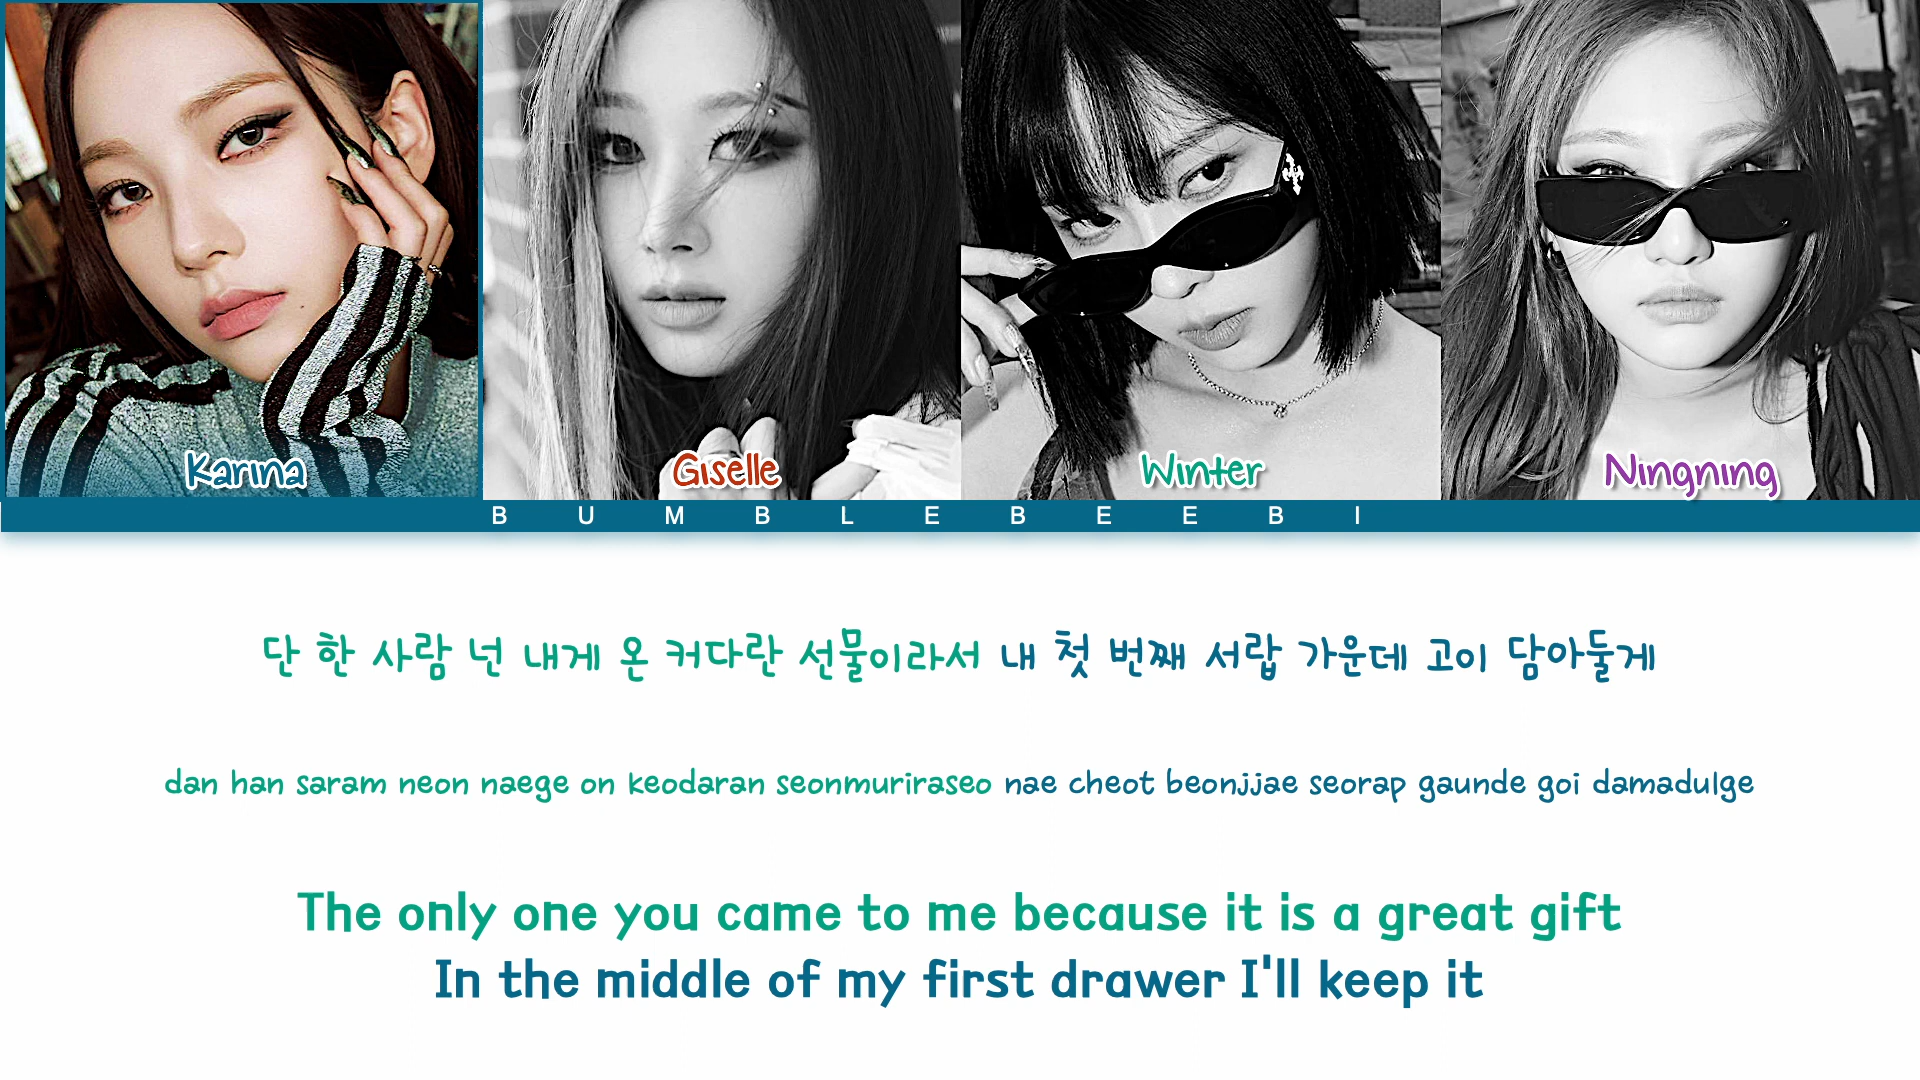 Karina
Giselle
Winter
Ningning
BUMBLEBEEBI
단 한 사람 넌 내게 온 커다란 선물이라서 내 첫 번째 서랍 가운데 고이 담아둘게
dan han saram neon naege on keodaran seonmuriraseo nae cheot beonjjae seorap gaunde goi damadulge
The only one you came to me because it is a great gift
In the middle of my first drawer I'll keep it